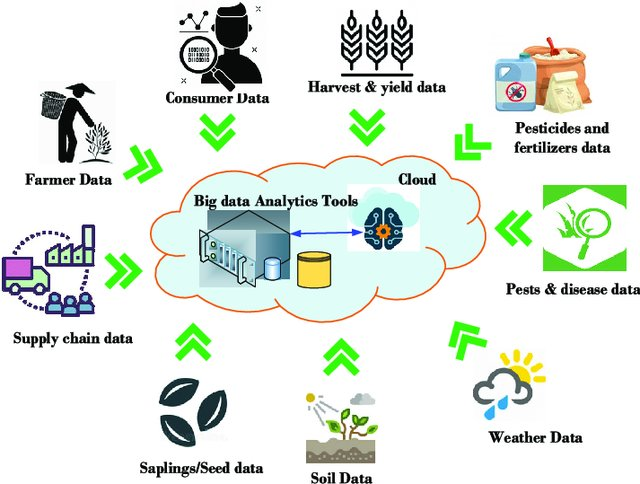 Consumer Data
Harvest & yield data
Pesticides and
fertilizers data
Farmer Data
Cloud
Big data Analytics Tools
Pests & disease data
Supply chain data
Weather Data
Saplings/Seed data
Soil Data